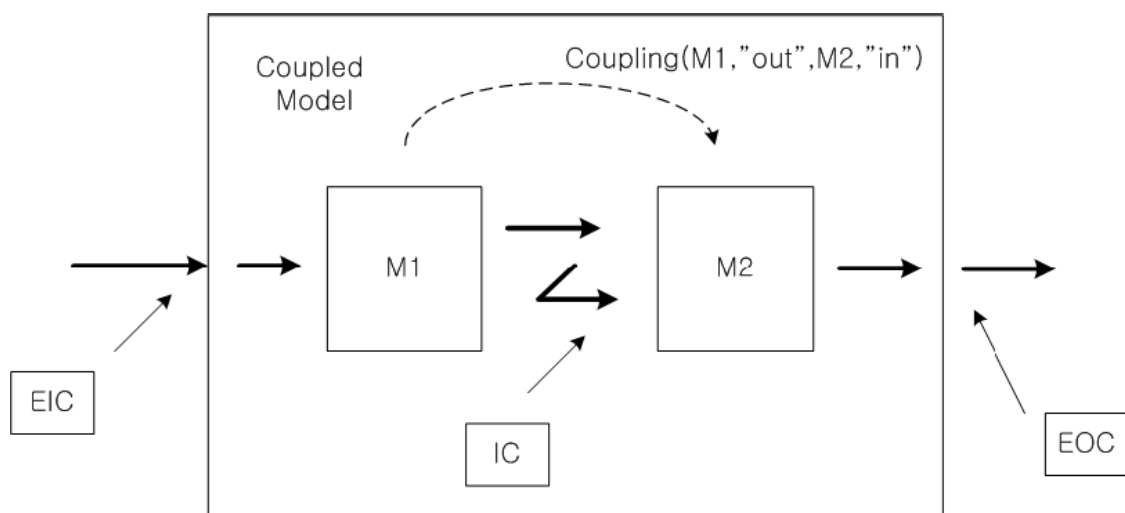 Coupled
Model
Coupling(M1,”out”,M2,”in”)
M1
M2
EIC
IC
EOC